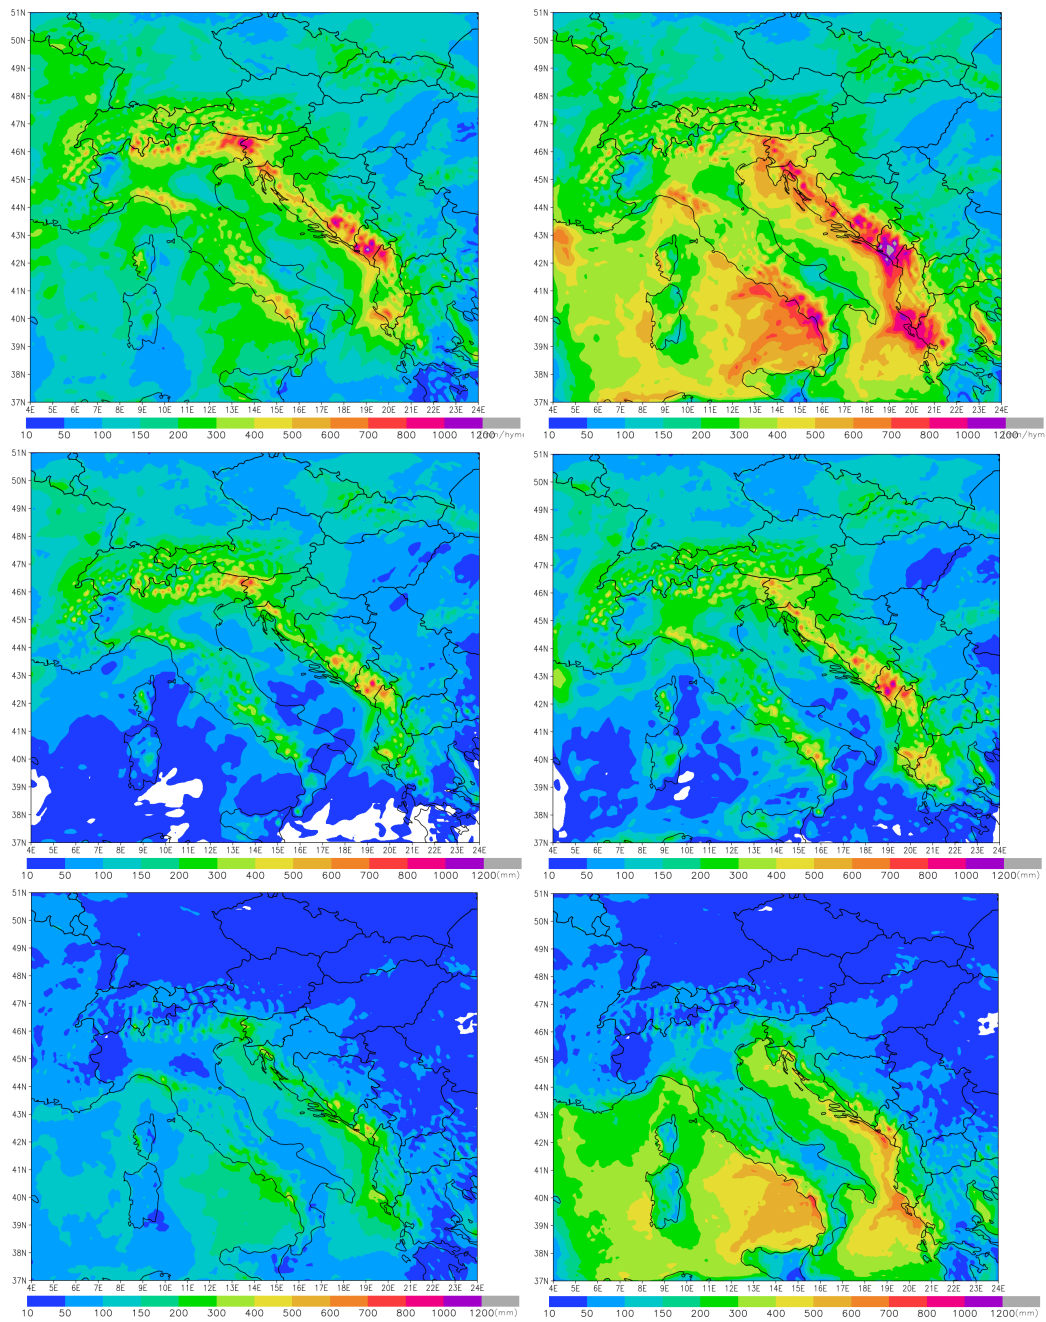 51N 51N
50N 50N
49N 49N
48N 48N
47N 47N
46N 46N
45N 45N
44N 44N
43N 43N
42N 42N
41N 41N
40N 40N
39N 39N
38N 38N
37N 37N
4E 5E 6E 7E 8E 9E 10E 11E 12E 13E 14E 15E 16E 17E 18E 19E 20E 21E 22E 23E 24E 4E 5E 6E 7E 8E 9E 10E 11E 12E 13E 14E 15E 16E 17E 18E 19E 20E 21E 22E 23E 24E
10 50 100 150 200 300 400 500 600 700 800 1000 1200 10 50 100 150 200 300 400 500 600 700 800 1000 1200
51N 51N
50N 50N
49N 49N
48N 48N
47N 47N
46N 46N
45N 45N
44N 44N
43N 43N
42N 42N
41N 41N
40N 40N
39N 39N
38N 38N
37N 37N
4E 5E 6E 7E 8E 9E 10E 11E 12E 13E 14E 15E 16E 17E 18E 19E 20E 21E 22E 23E 24E 4E 5E 6E 7E 8E 9E 10E 11E 12E 13E 14E 15E 16E 17E 18E 19E 20E 21E 22E 23E 24E
10 50 100 150 200 300 400 500 600 700 800 1000 1200(mm) 10 50 100 150 200 300 400 500 600 700 800 1000 1200(mm)
51N 51N
50N 50N
49N 49N
48N 48N
47N 47N
46N 46N
45N 45N
44N 44N
43N 43N
42N 42N
41N 41N
40N 40N
39N 39N
38N 38N
37N 37N
4E 5E 6E 7E 8E 9E 10E 11E 12E 13E 14E 15E 16E 17E 18E 19E 20E 21E 22E 23E 24E 4E 5E 6E 7E 8E 9E 10E 11E 12E 13E 14E 15E 16E 17E 18E 19E 20E 21E 22E 23E 24E
10 50 100 150 200 300 400 500 600 700 800 1000 1200(mm) 10 50 100 150 200 300 400 500 600 700 800 1000 1200(mm)